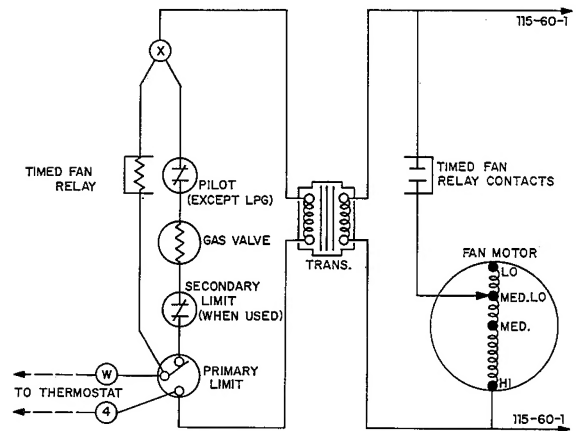 115-60-1
X
TIMED FAN
RELAY
PILOT
(EXCEPT LPG)
TIMED FAN
RELAY CONTACTS
GAS VALVE
TRANS.
FAN MOTOR
LO
MED.LO
MED.
HI
SECONDARY
LIMIT
(WHEN USED)
W
PRIMARY
LIMIT
TO THERMOSTAT
4
115-60-1